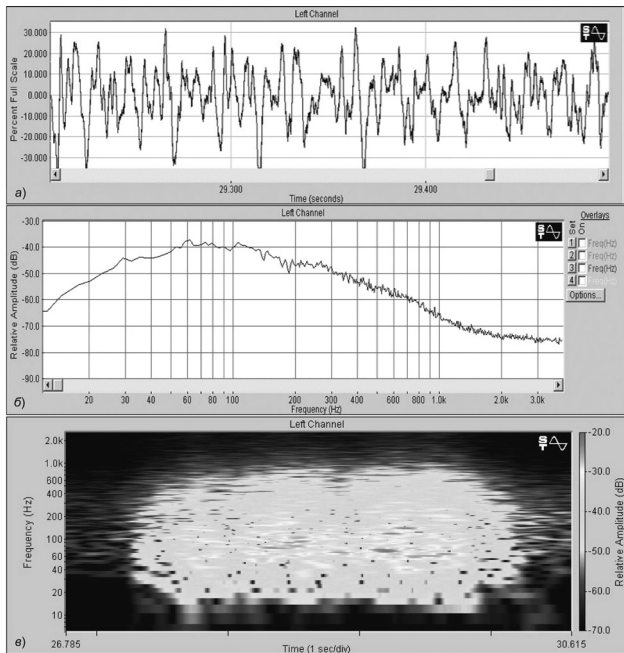 Left Channel
Percent Full Scale
30.000
20.000
10.000
0.000
-10.000
-20.000
-30.000
29.300 29.400
Time (seconds)
а)
Left Channel
Relative Amplitude (dB)
-30.0
-40.0
-50.0
-60.0
-70.0
-80.0
-90.0
20 30 40 60 80 100 200 300 400 600 800 1.0k 2.0k 3.0k
Frequency (Hz)
б)
Overlays
Set On
1 Freq(Hz)
2 Freq(Hz)
3 Freq(Hz)
4 Freq(Hz)
Options...
Left Channel
Frequency (Hz)
2.0k
1.0k
600
400
200
100
60
40
20
10
в)
26.785 Time (1 sec/div) 30.615
-20.0
-30.0
-40.0
-50.0
-60.0
-70.0
Relative Amplitude (dB)